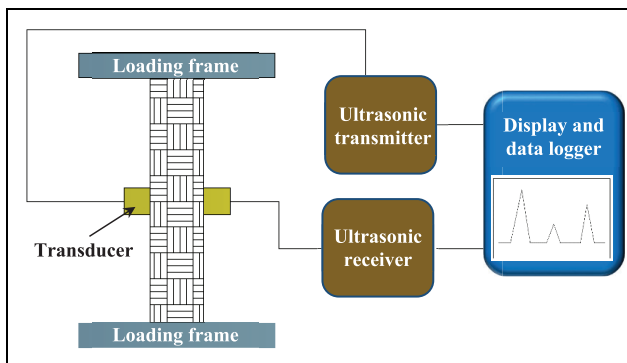 Loading frame
Ultrasonic
transmitter
Display and
data logger
Transducer
Ultrasonic
receiver
Loading frame